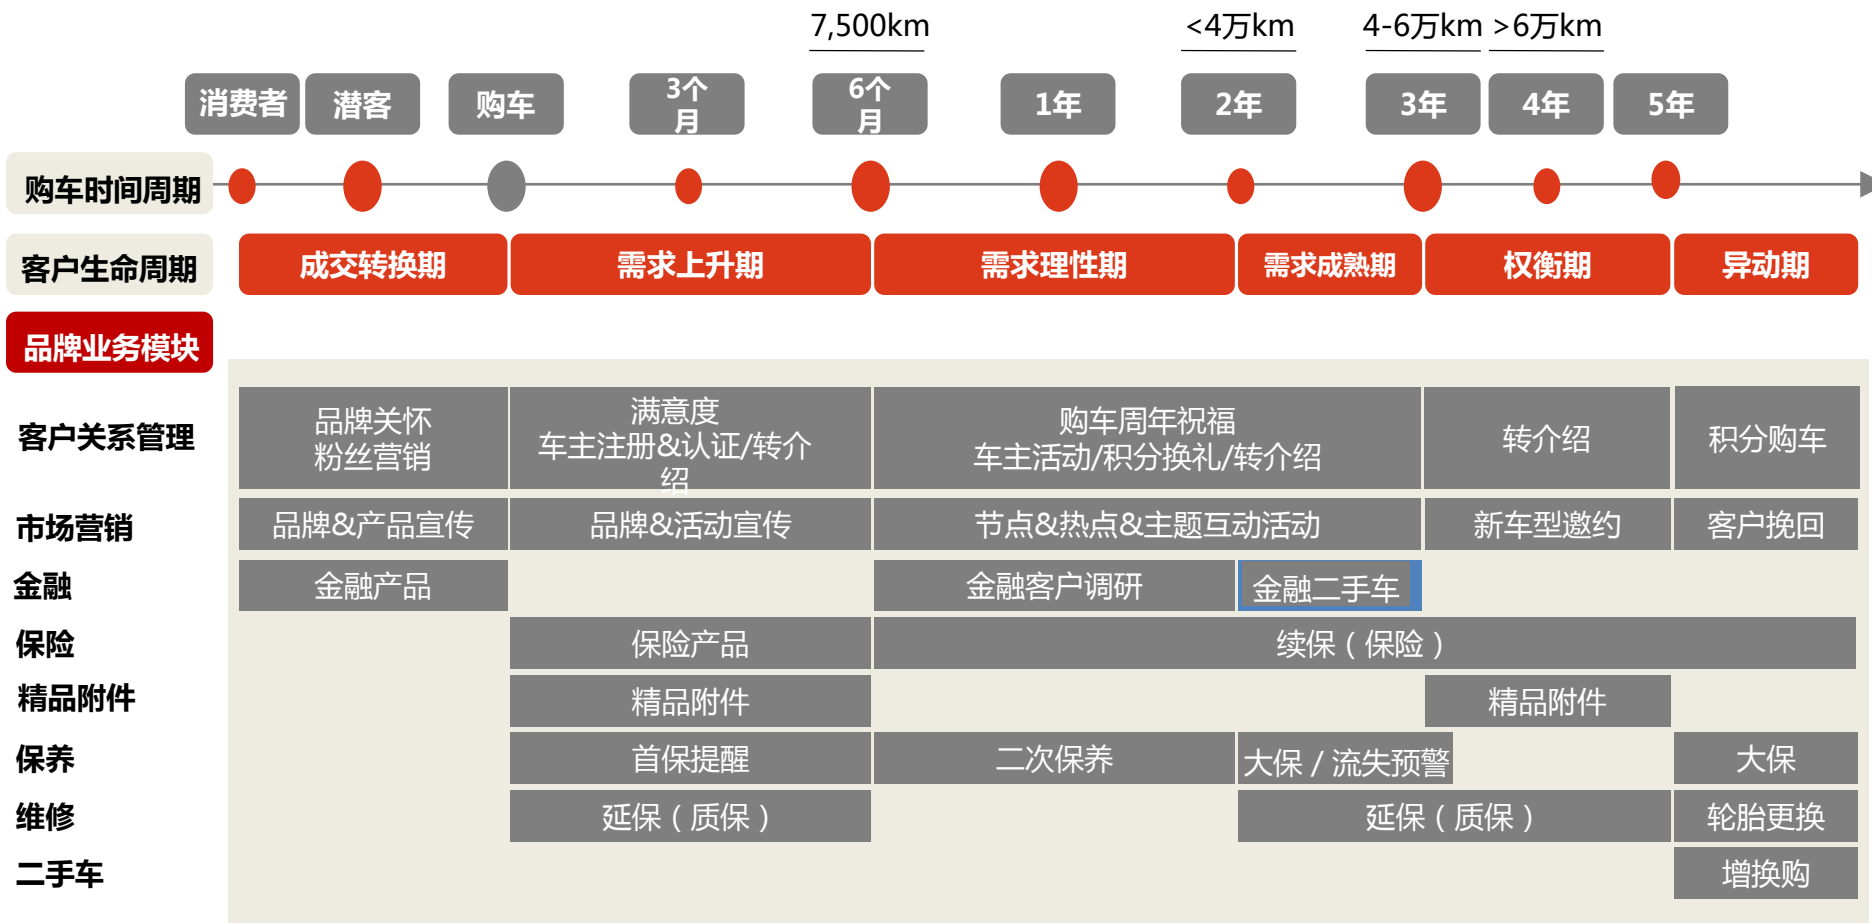 7,500km
<4万km
4-6万km
>6万km
消费者
潜客
购车
3个
月
6个
月
1年
2年
3年
4年
5年
购车时间周期
客户生命周期
成交转换期
需求上升期
需求理性期
需求成熟期
权衡期
异动期
品牌业务模块
客户关系管理
品牌关怀
粉丝营销
满意度
车主注册&认证/转介
绍
购车周年祝福
车主活动/积分换礼/转介绍
转介绍
积分购车
市场营销
品牌&产品宣传
品牌&活动宣传
节点&热点&主题互动活动
新车型邀约
客户挽回
金融
金融产品
金融客户调研
金融二手车
保险
保险产品
续保（保险）
精品附件
精品附件
精品附件
保养
首保提醒
二次保养
大保 / 流失预警
大保
维修
延保（质保）
延保（质保）
轮胎更换
二手车
增换购